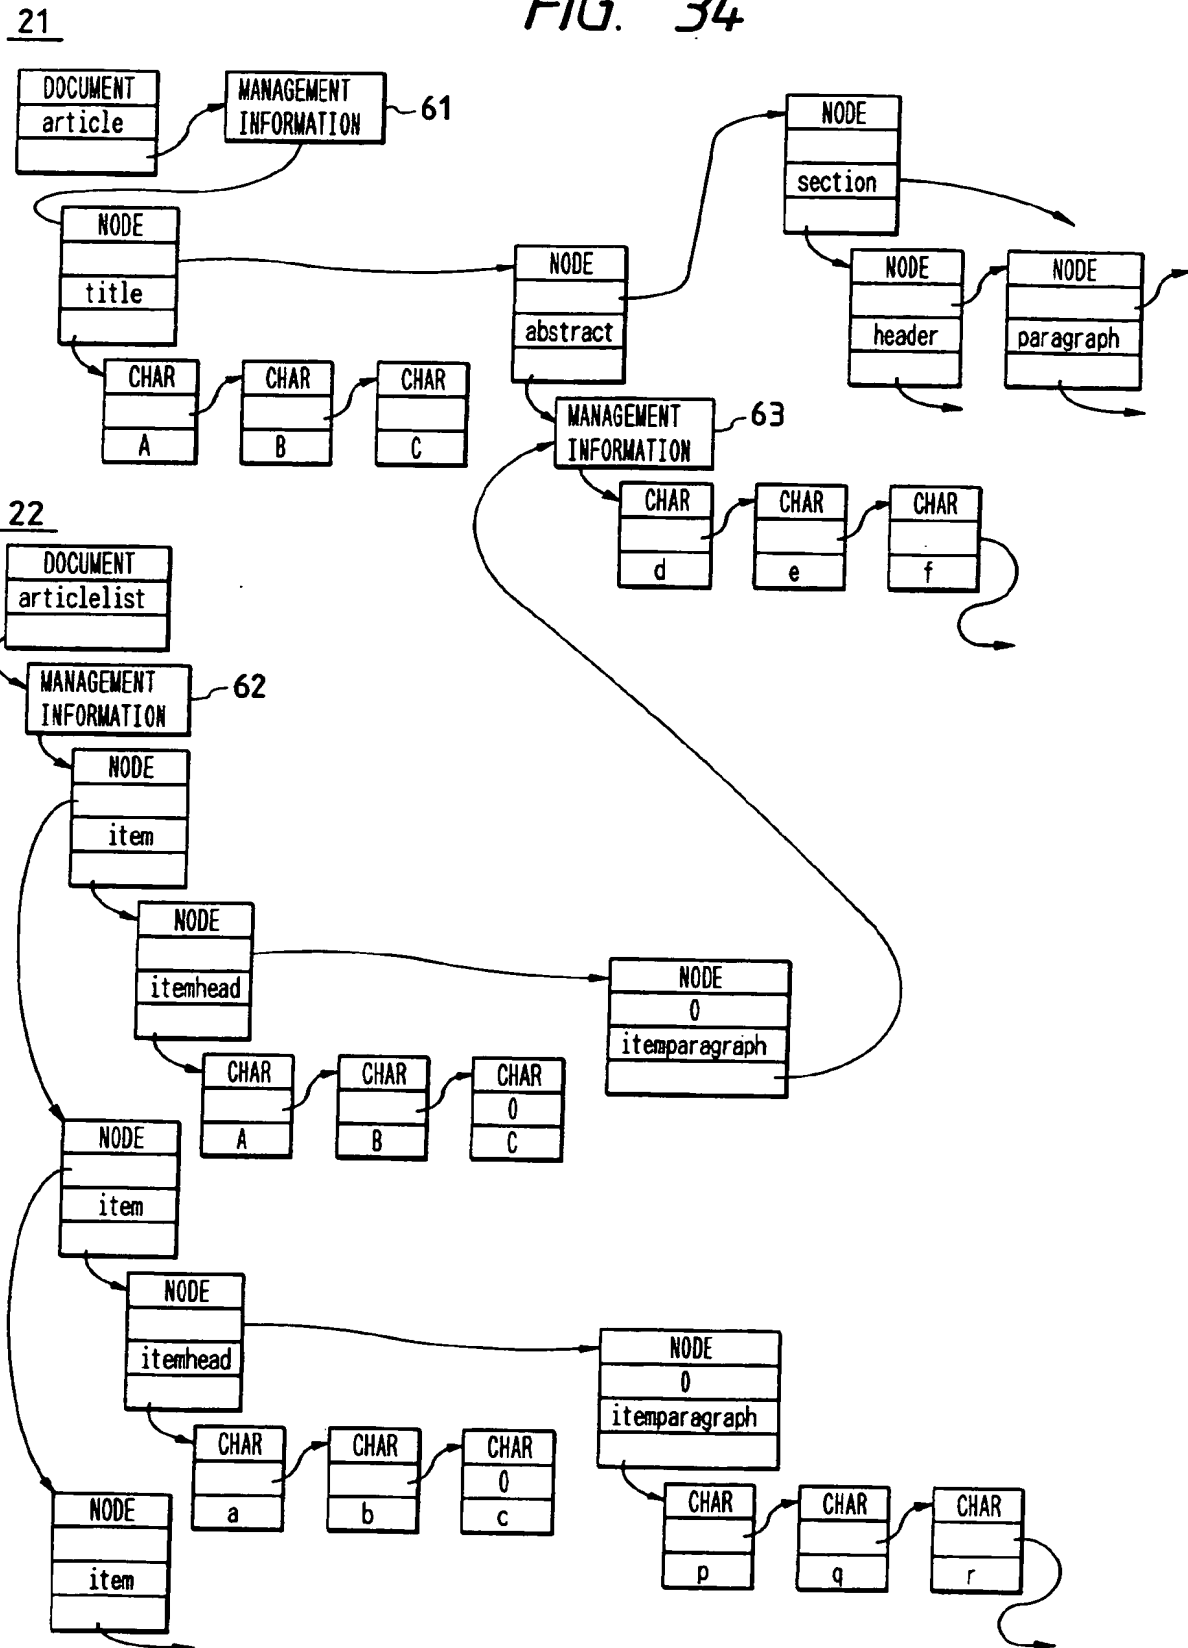 FIG. 34
21
DOCUMENT
article
MANAGEMENT
INFORMATION
61
NODE
title
CHAR
A
CHAR
B
CHAR
C
NODE
abstract
NODE
section
NODE
header
NODE
paragraph
MANAGEMENT
INFORMATION
63
CHAR
d
CHAR
e
CHAR
f
22
DOCUMENT
articlelist
MANAGEMENT
INFORMATION
62
NODE
item
NODE
itemhead
NODE
0
itemparagraph
CHAR
A
CHAR
B
CHAR
0
C
NODE
item
NODE
itemhead
NODE
0
itemparagraph
CHAR
a
CHAR
b
CHAR
0
c
CHAR
p
CHAR
q
CHAR
r
NODE
item